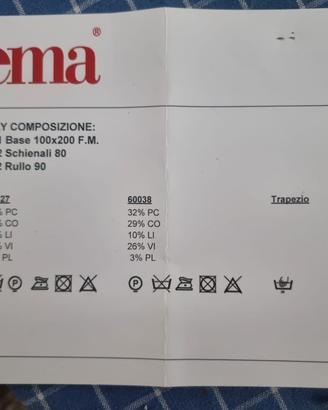 ema®
Y COMPOSIZIONE:
Base 100x200 F.M.
2 Schienali 80
Rullo 90
27 60038 Trapezio
% PC 32% PC
% CO 29% CO
% LI 10% LI
% VI 26% VI
PL 3% PL
P P